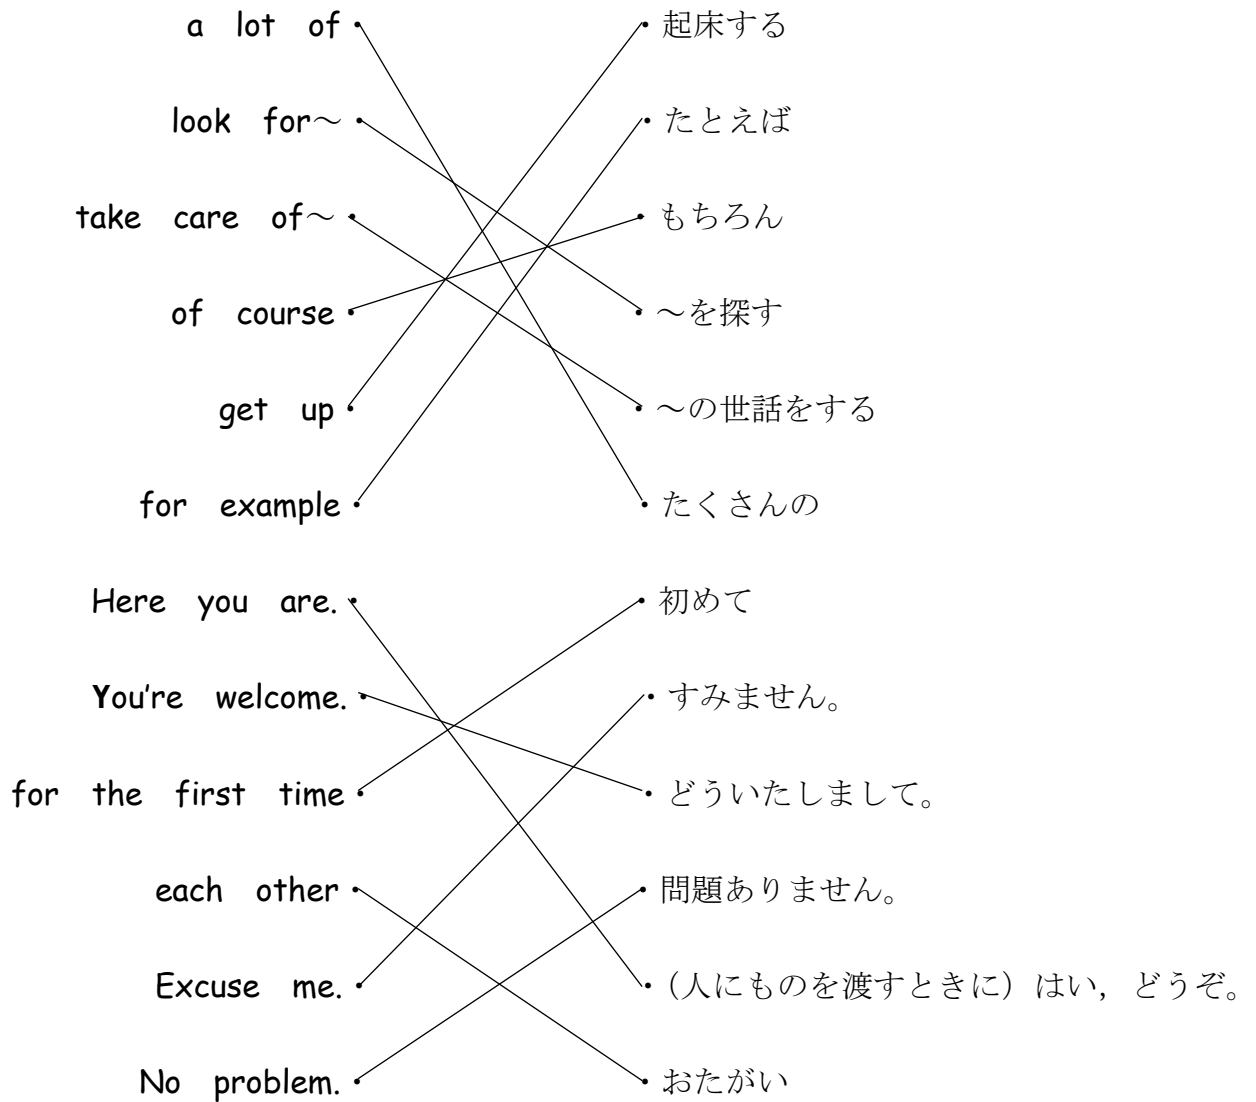 a lot of ・ ・ 起床する
look for～ ・ ・ たとえば
take care of～ ・ ・ もちろん
of course ・ ・ ～を探す
get up ・ ・ ～の世話をする
for example ・ ・ たくさんの
Here you are. ・ ・ 初めて
You're welcome. ・ ・ すみません。
for the first time ・ ・ どういたしまして。
each other ・ ・ 問題ありません。
Excuse me. ・ ・ （人にものを渡すときに）はい，どうぞ。
No problem. ・ ・ おたがい